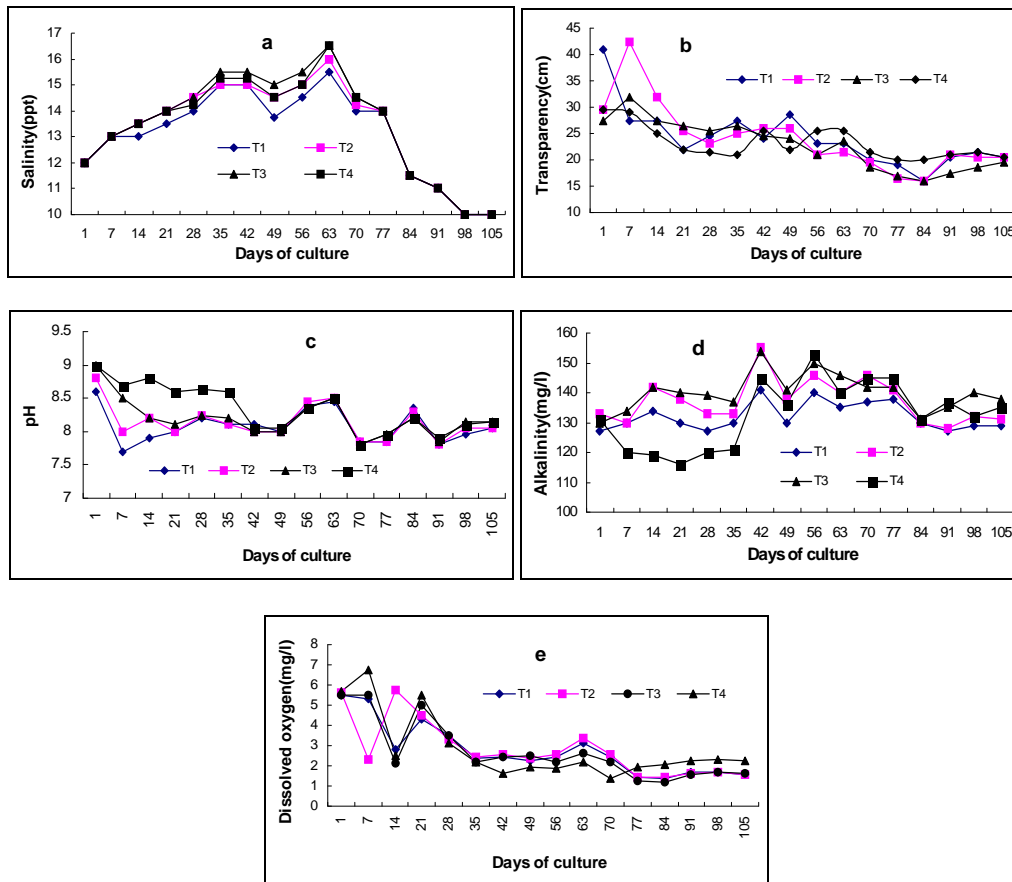 a
Salinity(ppt)
17
16
15
14
13
12
11
10
T1 T2
T3 T4
1 7 14 21 28 35 42 49 56 63 70 77 84 91 98 105
Days of culture
b
Transparency(cm)
45
40
35
30
25
20
15
10
T1 T2 T3 T4
1 7 14 21 28 35 42 49 56 63 70 77 84 91 98 105
Days of culture
c
pH
9.5
9
8.5
8
7.5
7
T1 T2 T3 T4
1 7 14 21 28 35 42 49 56 63 70 77 84 91 98 105
Days of culture
d
Alkalinity(mg/l)
160
150
140
130
120
110
100
T1 T2
T3 T4
1 7 14 21 28 35 42 49 56 63 70 77 84 91 98 105
Days of culture
e
Dissolved oxygen(mg/l)
8
7
6
5
4
3
2
1
0
T1 T2 T3 T4
1 7 14 21 28 35 42 49 56 63 70 77 84 91 98 105
Days of culture